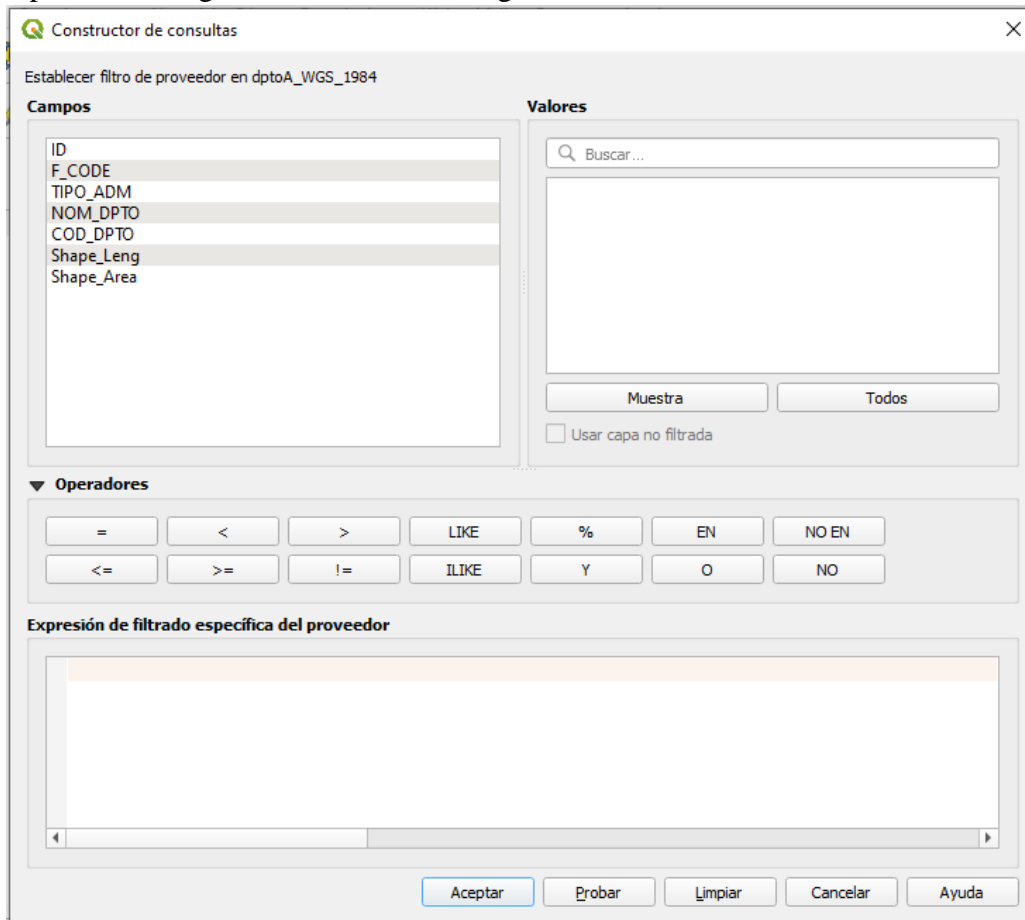 Constructor de consultas
Establecer filtro de proveedor en dptoA_WGS_1984
Campos
Valores
ID
F_CODE
TIPO_ADM
NOM_DPTO
COD_DPTO
Shape_Leng
Shape_Area
Buscar...
Muestra
Todos
Usar capa no filtrada
Operadores
= < > LIKE % EN NO EN
<= >= != ILIKE Y O NO
Expresión de filtrado específica del proveedor
Aceptar Probar Limpiar Cancelar Ayuda